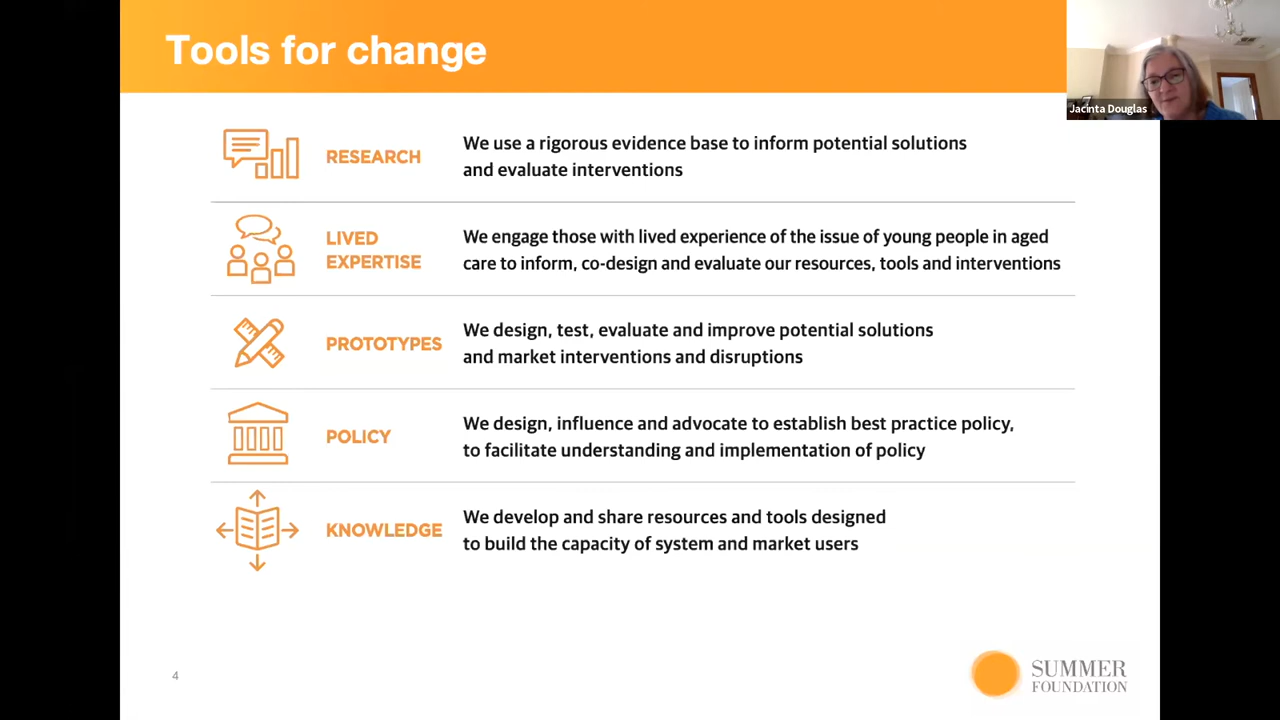 Tools for change
Jacinta Douglas
RESEARCH
We use a rigorous evidence base to inform potential solutions
and evaluate interventions
LIVED
EXPERTISE
We engage those with lived experience of the issue of young people in aged
care to inform, co-design and evaluate our resources, tools and interventions
PROTOTYPES
We design, test, evaluate and improve potential solutions
and market interventions and disruptions
POLICY
We design, influence and advocate to establish best practice policy,
to facilitate understanding and implementation of policy
KNOWLEDGE
We develop and share resources and tools designed
to build the capacity of system and market users
4
SUMMER
FOUNDATION